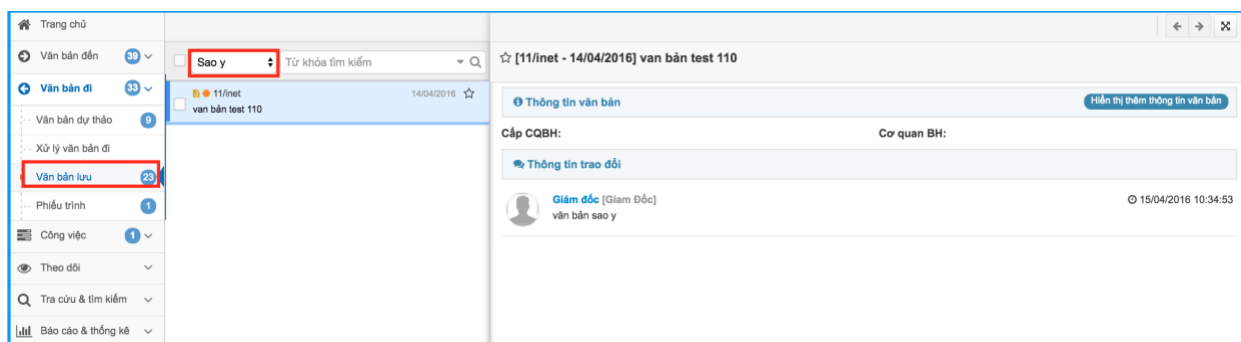 Trang chủ
Văn bản đến 39
Văn bản đi 33
Văn bản dự thảo 9
Xử lý văn bản đi
Văn bản lưu 23
Phiếu trình 1
Công việc 1
Theo dõi
Tra cứu & tìm kiếm
Báo cáo & thống kê
Sao y Từ khóa tìm kiếm
11/inet 14/04/2016
van bản test 110
[11/inet - 14/04/2016] van bản test 110
Thông tin văn bản Hiển thị thêm thông tin văn bản
Cấp CQBH: Cơ quan BH:
Thông tin trao đổi
Giám đốc [Giam Đốc] 15/04/2016 10:34:53
văn bản sao y